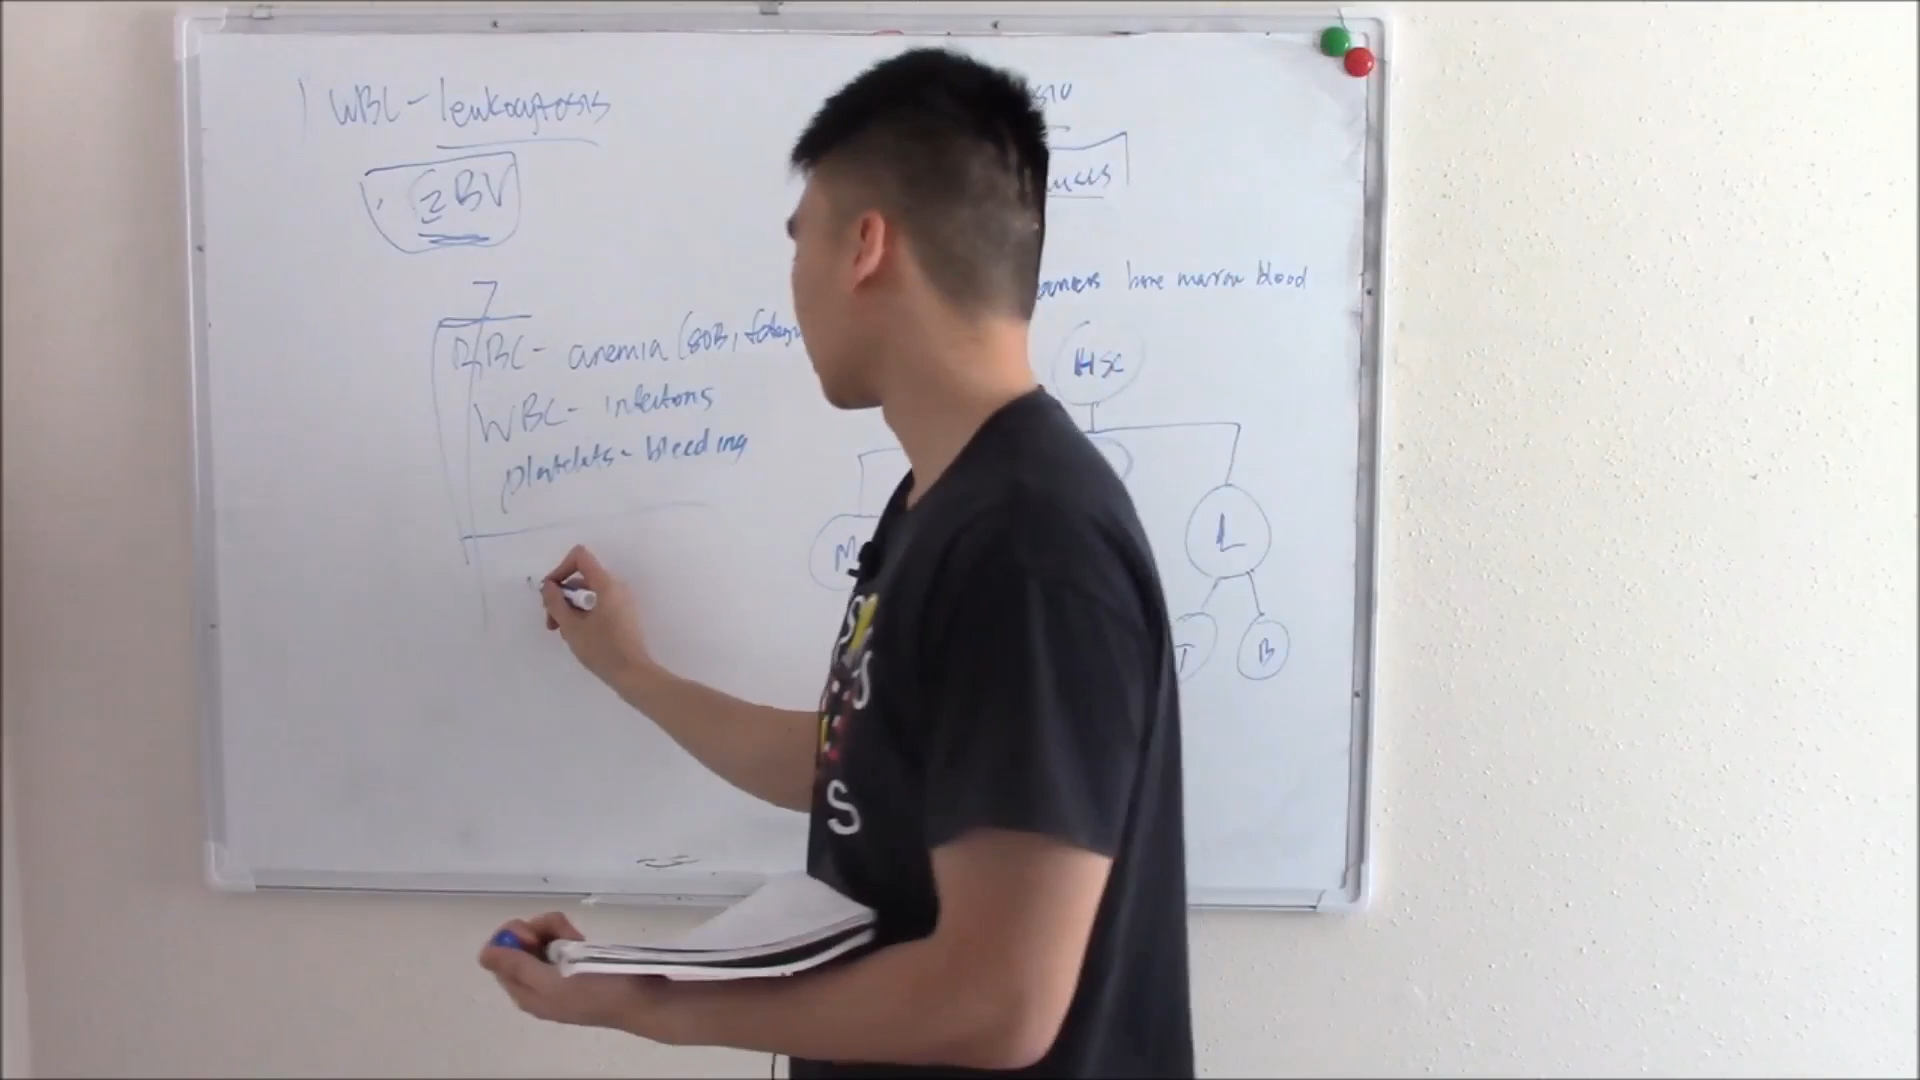 WBC - leukocytosis
EBV
RBC - anemia (SOB,
WBC - infections
platelets - bleeding
bone marrow blood
HSC
M
L
T
B
S